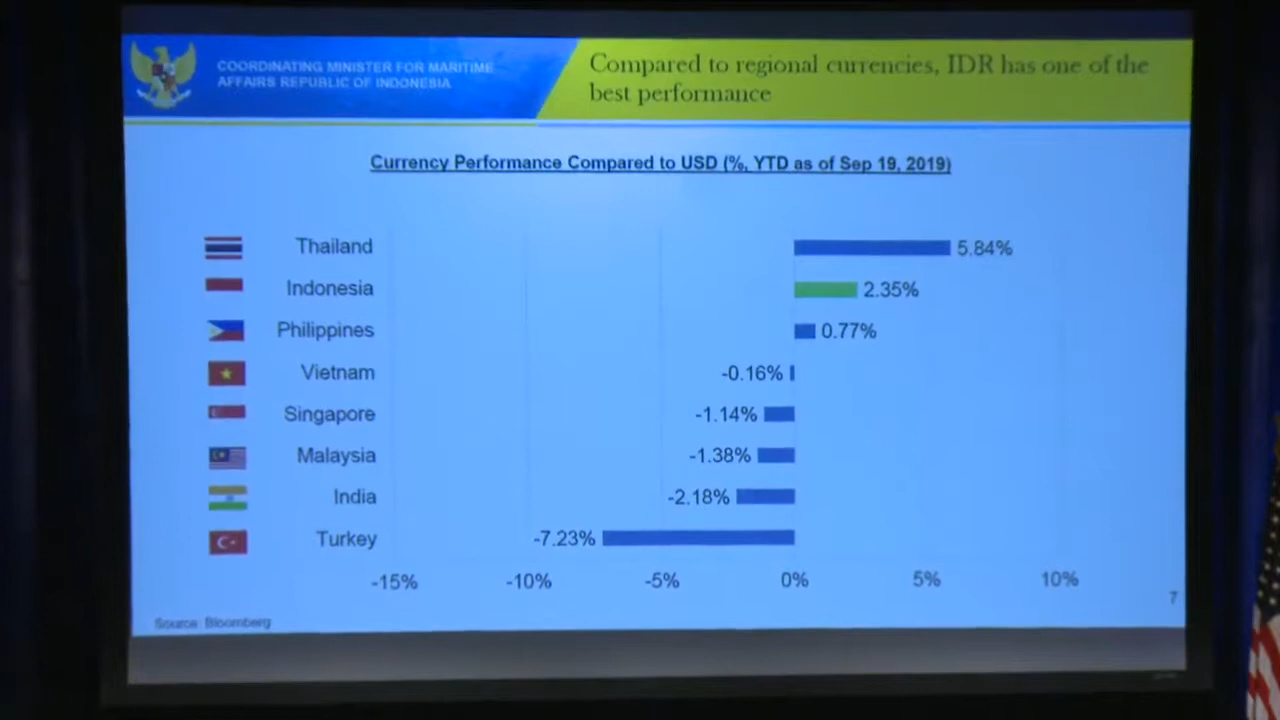 COORDINATING MINISTER FOR MARITIME
AFFAIRS REPUBLIC OF INDONESIA
Compared to regional currencies, IDR has one of the
best performance
Currency Performance Compared to USD (%, YTD as of Sep 19, 2019)
Thailand 5.84%
Indonesia 2.35%
Philippines 0.77%
Vietnam -0.16%
Singapore -1.14%
Malaysia -1.38%
India -2.18%
Turkey -7.23%
-15% -10% -5% 0% 5% 10%
7
Source: Bloomberg